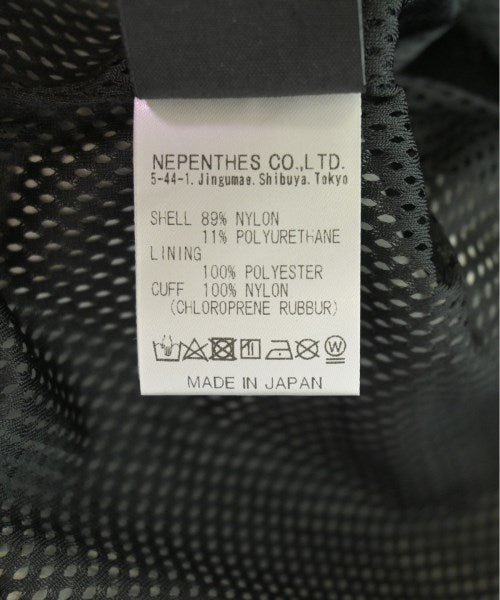 NEPENTHES CO.,LTD.
5-44-1. Jingumae. Shibuya. Tokyo
SHELL 89% NYLON
11% POLYURETHANE
LINING
100% POLYESTER
CUFF 100% NYLON
(CHLOROPRENE RUBBUR)
W
MADE IN JAPAN